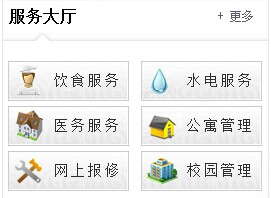 服务大厅 + 更多
饮食服务 水电服务
医务服务 公寓管理
网上报修 校园管理